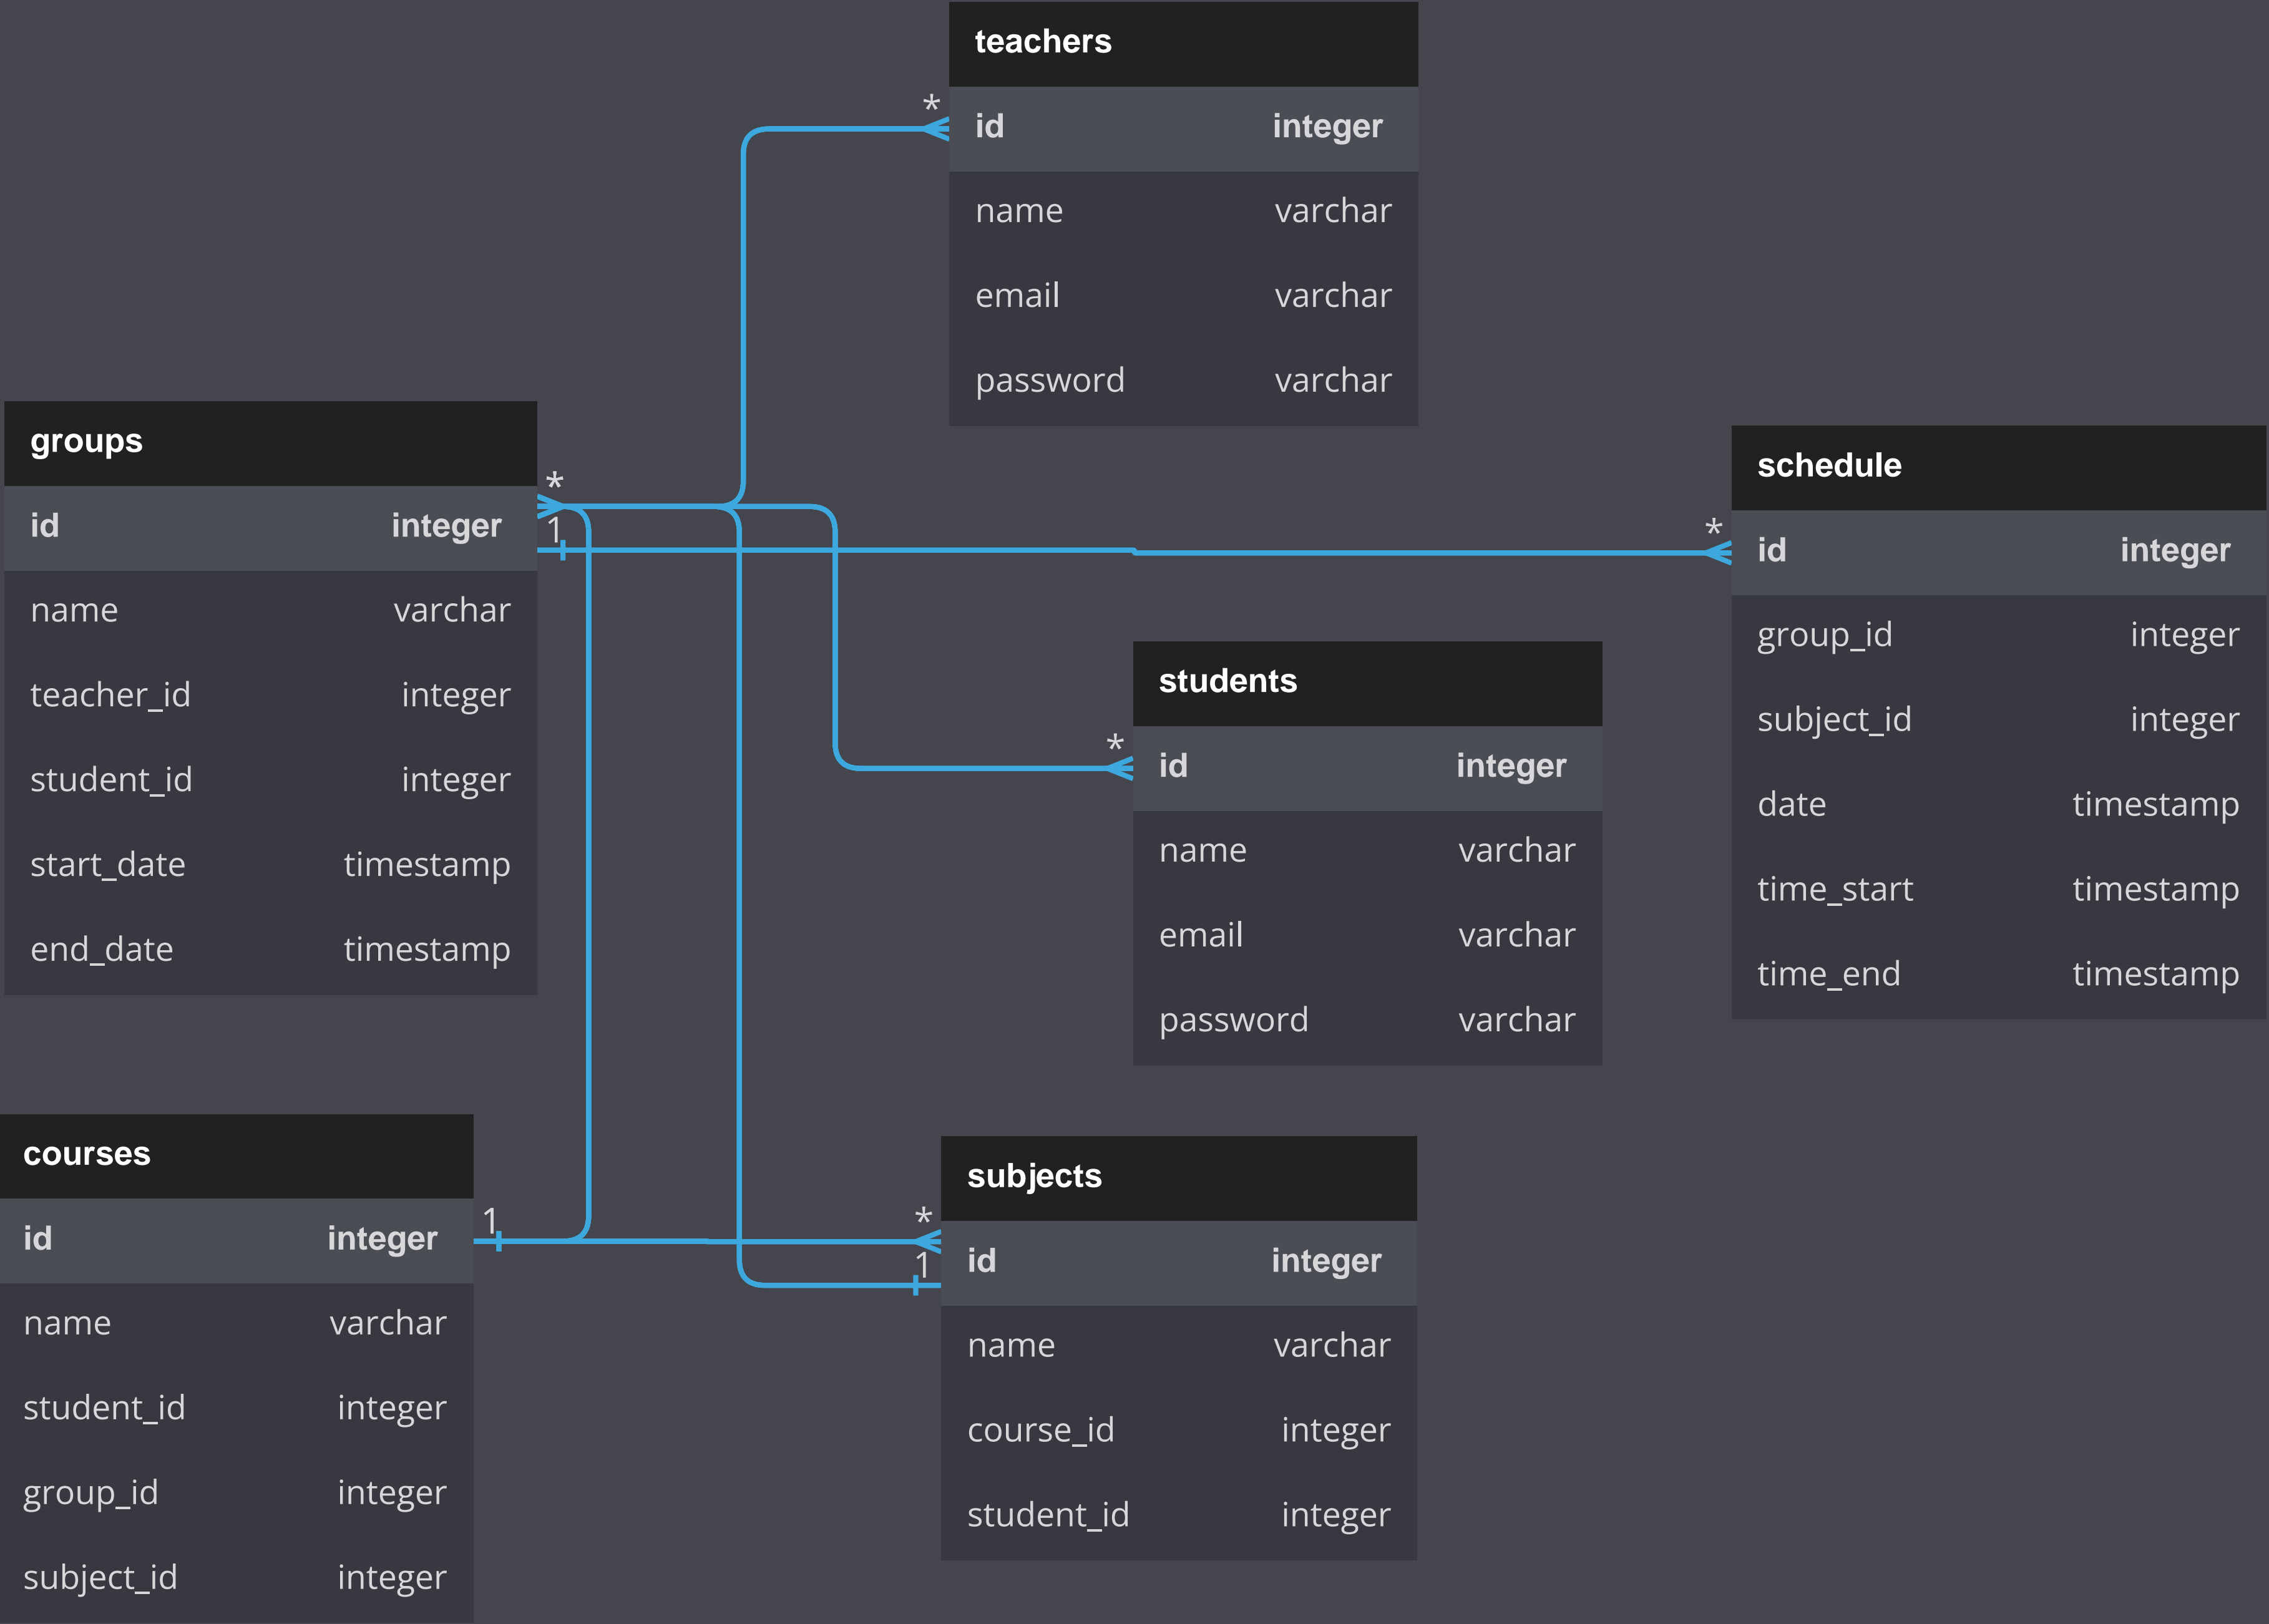 teachers
* id integer
name varchar
email varchar
password varchar
groups
* id integer
1
name varchar
teacher_id integer
student_id integer
start_date timestamp
end_date timestamp
schedule
* id integer
group_id integer
subject_id integer
date timestamp
time_start timestamp
time_end timestamp
students
* id integer
name varchar
email varchar
password varchar
courses
id integer 1
name varchar
student_id integer
group_id integer
subject_id integer
subjects
*
1 id integer
name varchar
course_id integer
student_id integer